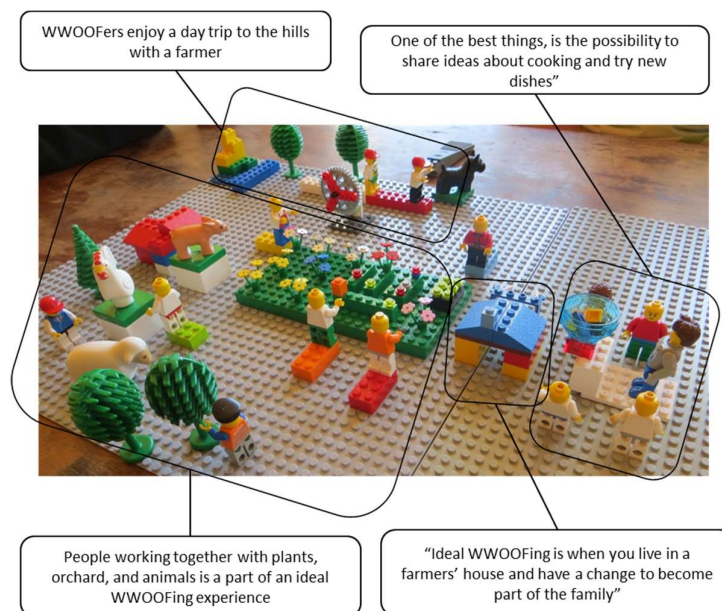 WWOOFers enjoy a day trip to the hills
with a farmer
One of the best things, is the possibility to
share ideas about cooking and try new
dishes”
People working together with plants,
orchard, and animals is a part of an ideal
WWOOFing experience
“Ideal WWOOFing is when you live in a
farmers’ house and have a change to become
part of the family”